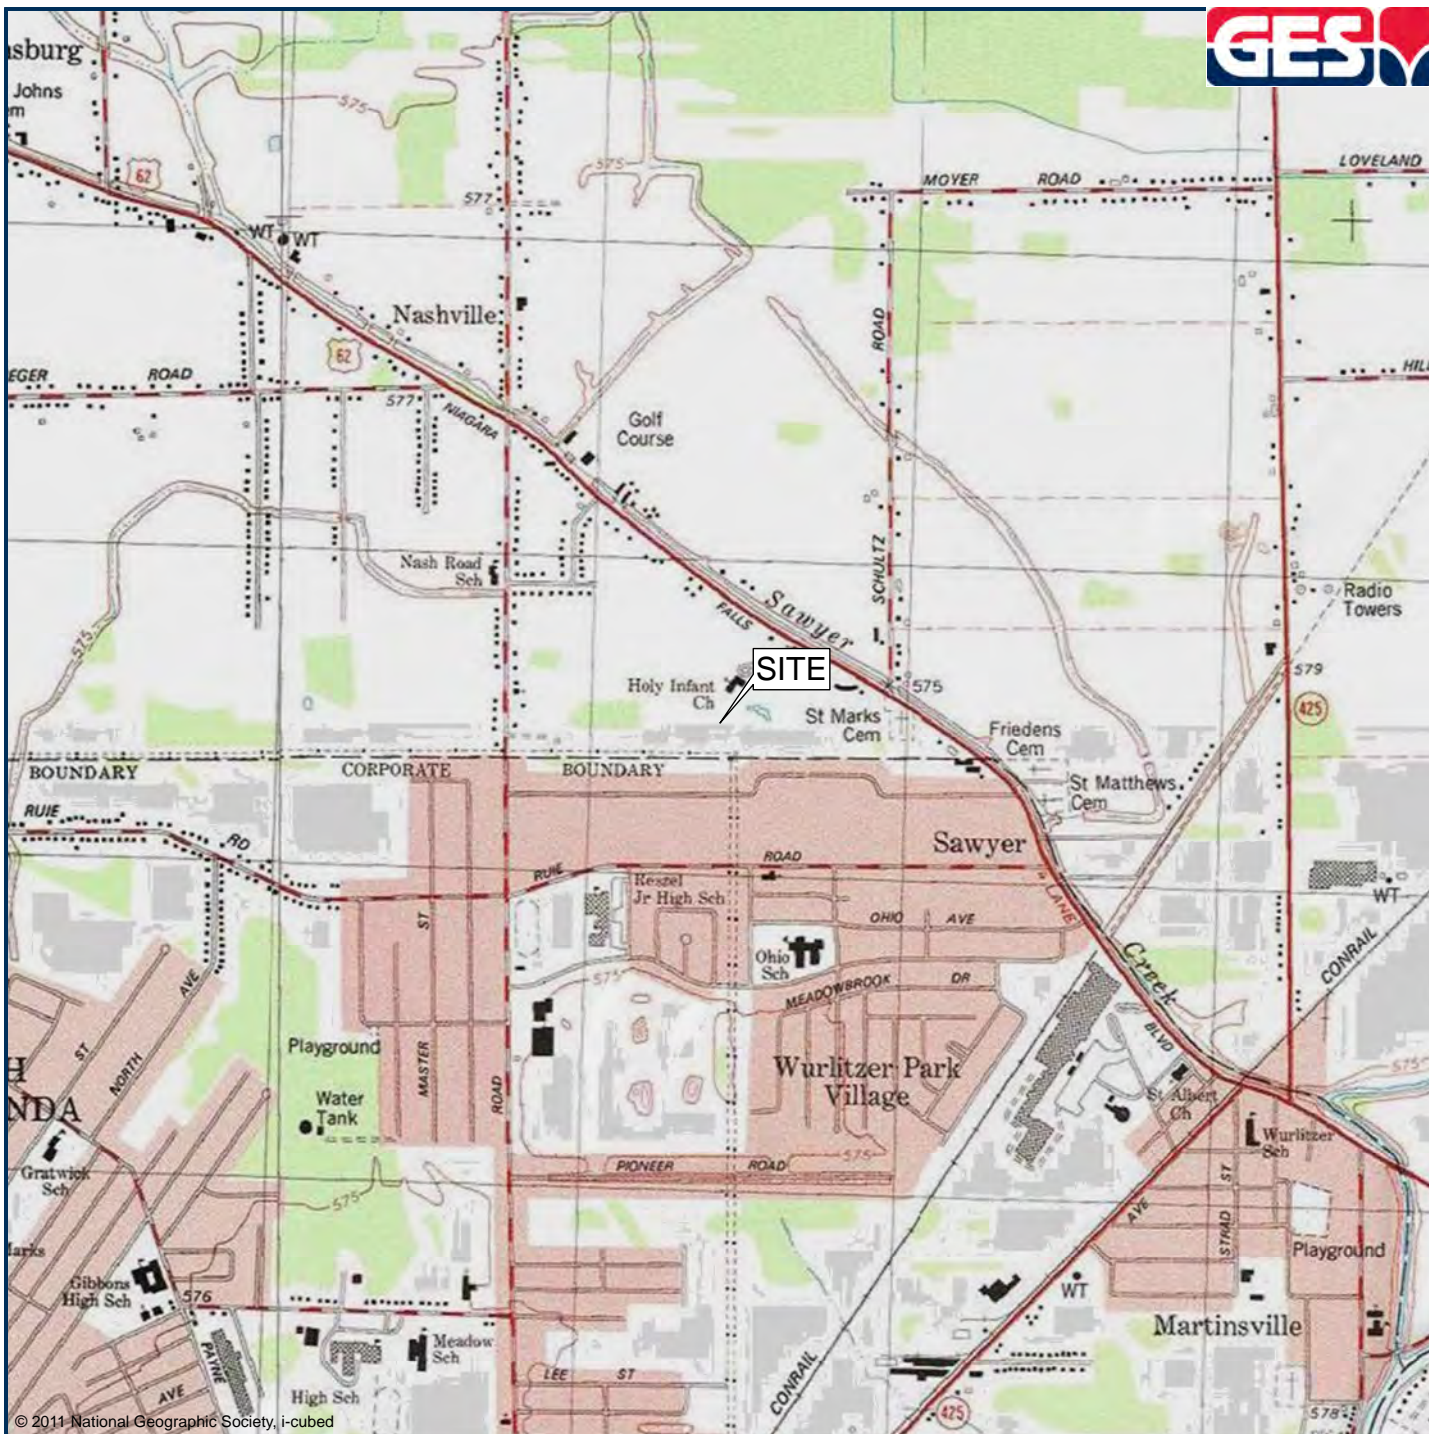 GES
nsburg
Johns
em
62
575
575
577
WT
WT
MOYER ROAD
LOVELAND
Nashville
62
ROAD
EGER ROAD
577
NIAGARA
HILL
Golf
Course
SCHULTZ
Nash Road
Sch
Sawyer
FALLS
Radio
Towers
575
SITE
Holy Infant
Ch
575
579
425
St Marks
Cem
Friedens
Cem
BOUNDARY
CORPORATE
BOUNDARY
St Matthews
Cem
RUIE
RD
Sawyer
ROAD
RUIE
Reszel
Jr High Sch
LANE
WT
ST
OHIO AVE
CONRAIL
Ohio
Sch
Creek
575
MEADOWBROOK DR
AVE
BLVD
Playground
ST
NORTH
MASTER
ROAD
Wurlitzer Park
Village
575
H
NDA
Water
Tank
St Albert
Ch
Wurlitzer
Sch
Gratwick
Sch
PIONEER ROAD
575
575
ST
AVE
STRAD
Marks
Playground
Gibbons
High Sch
576
WT
Martinsville
PAYNE
Meadow
Sch
CONRAIL
LEE ST
AVE
High Sch
425
578
© 2011 National Geographic Society, i-cubed